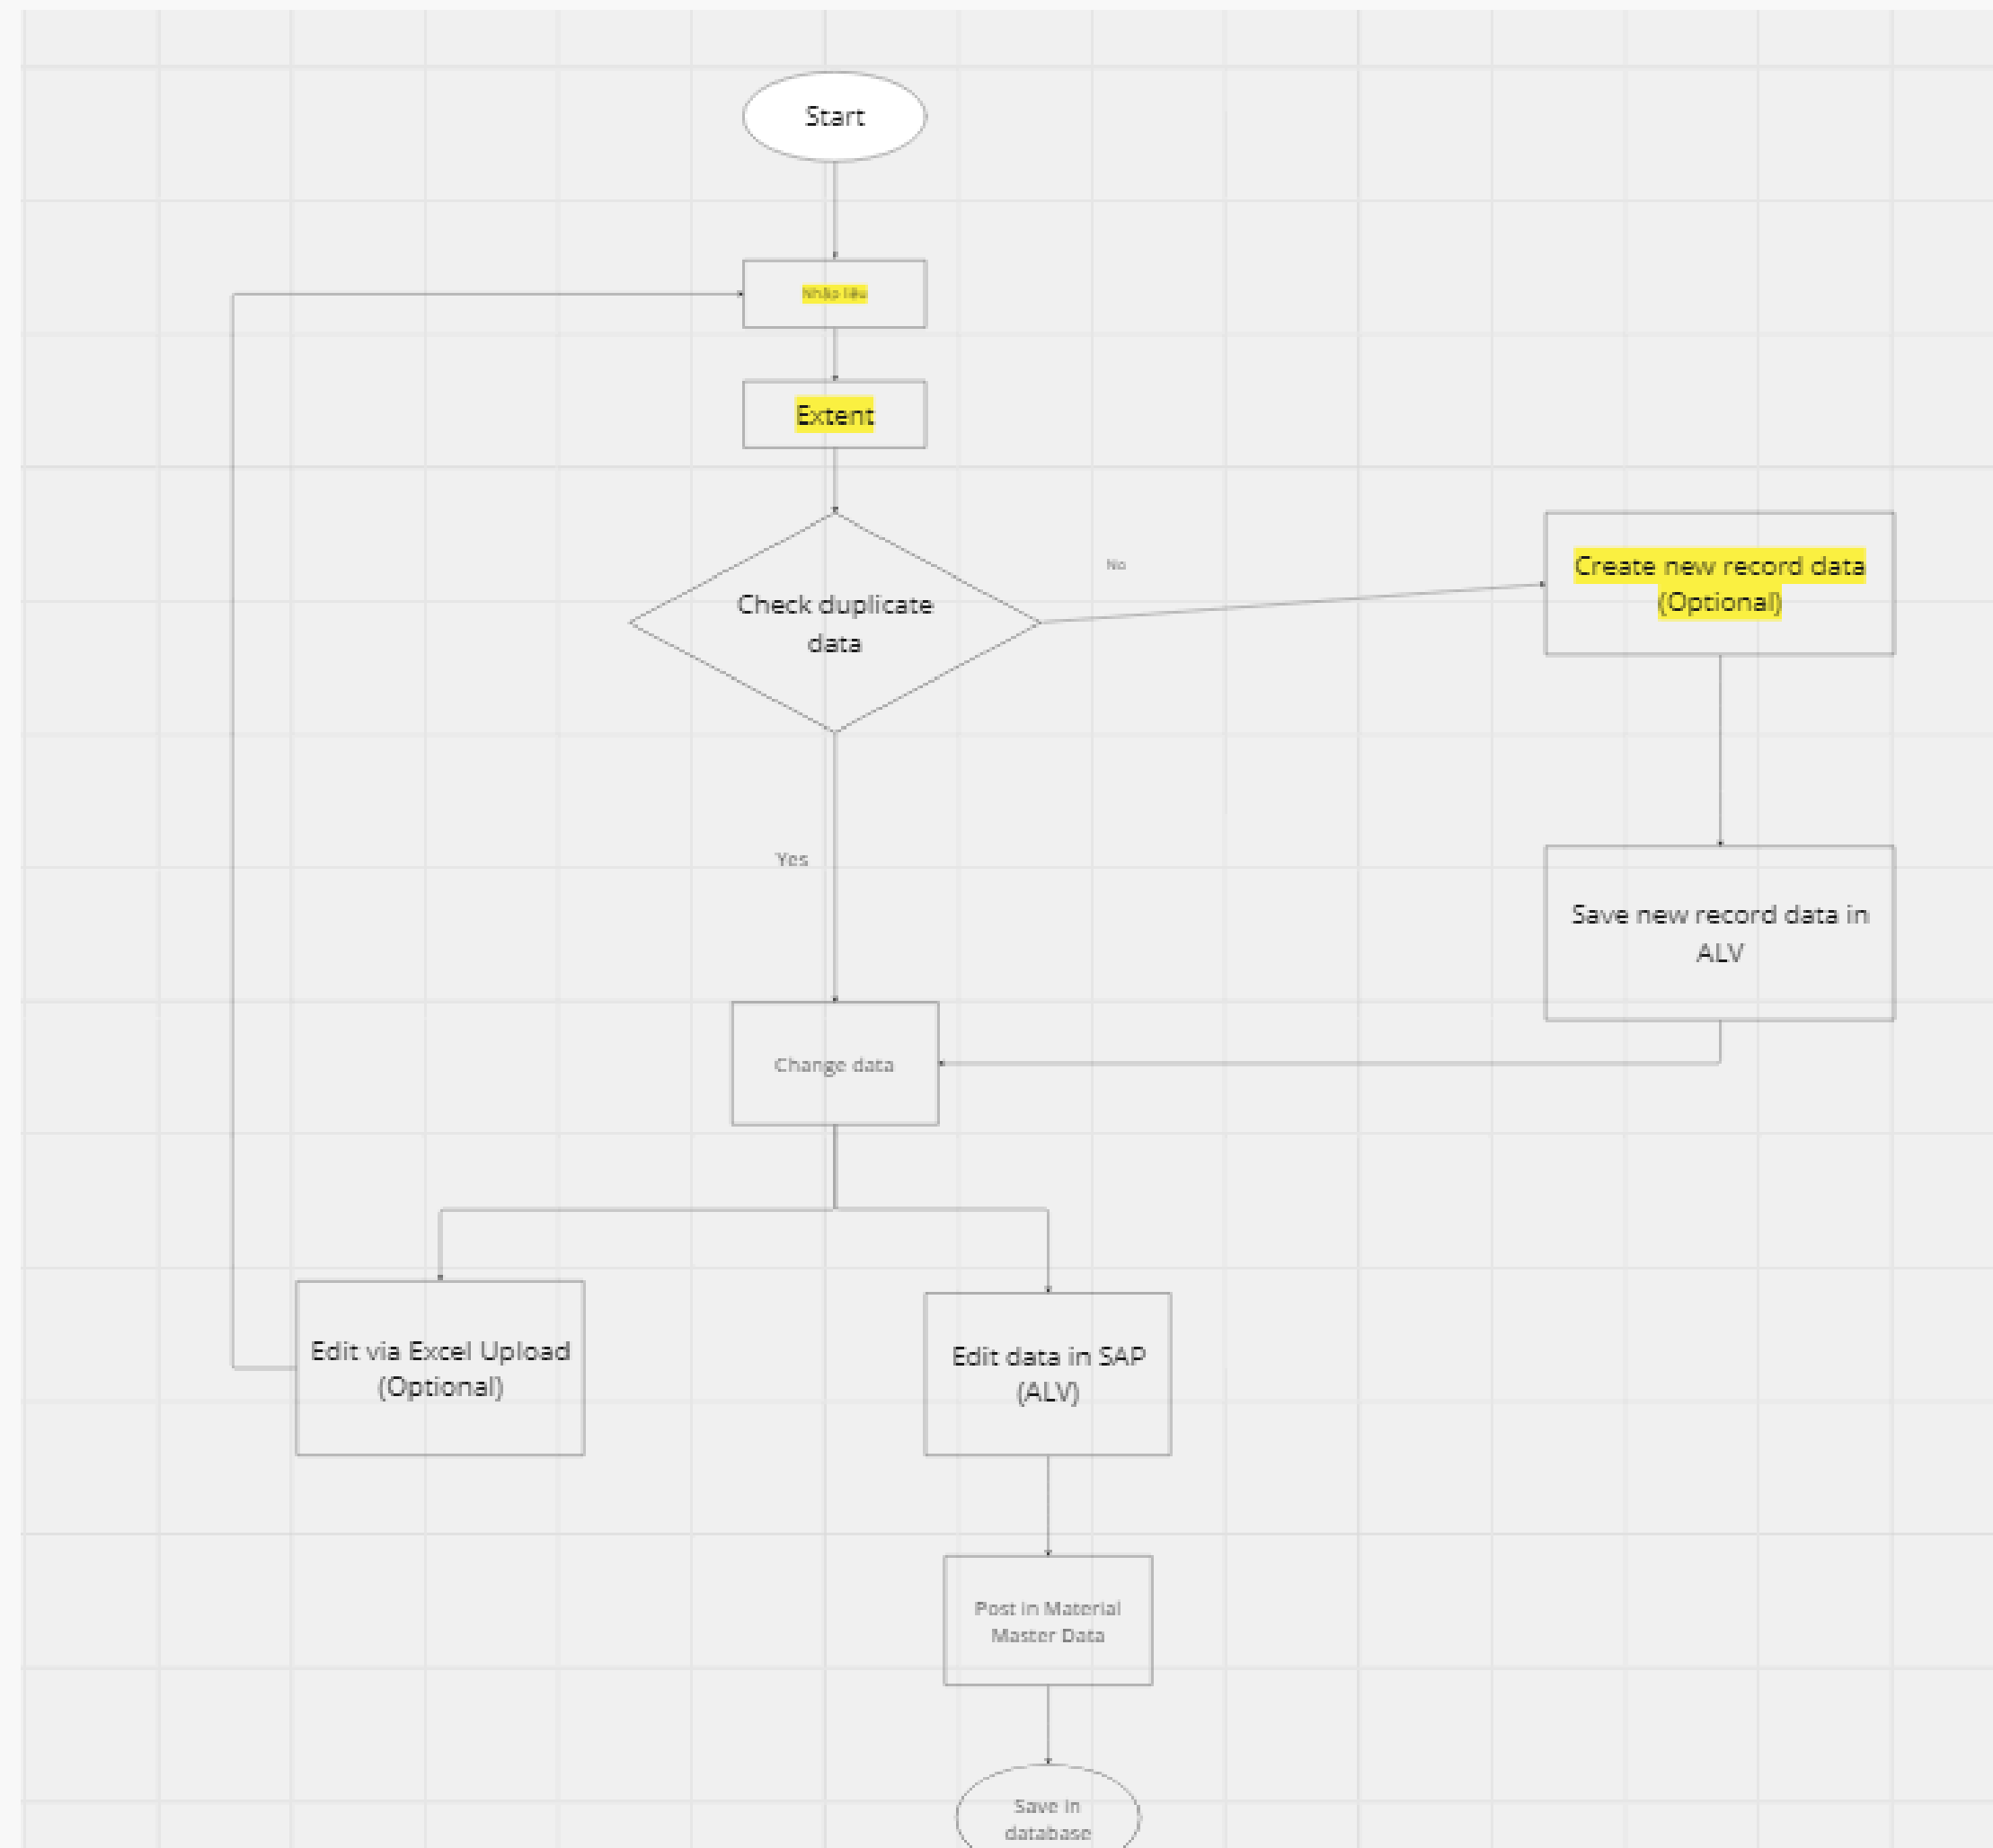 Start
Nhập liệu
Extent
Check duplicate
data
No
Create new record data
(Optional)
Yes
Save new record data in
ALV
Change data
Edit via Excel Upload
(Optional)
Edit data in SAP
(ALV)
Post in Material
Master Data
Save in
database